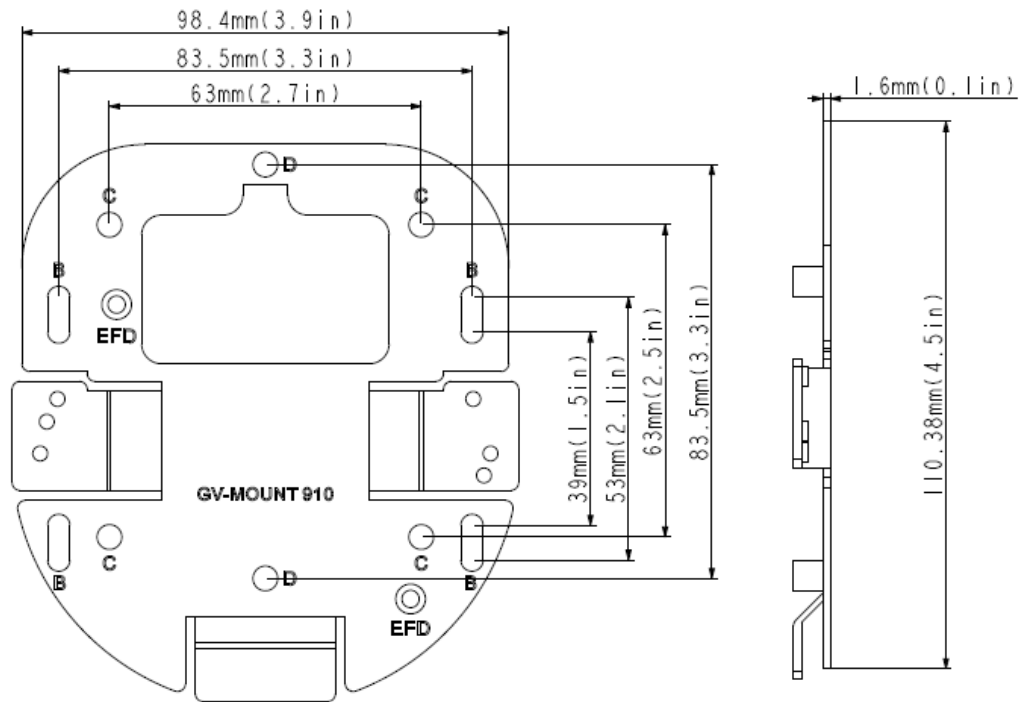 98.4mm(3.9in)
83.5mm(3.3in)
63mm(2.7in)
1.6mm(0.1in)
D
C
C
B
B
EFD
39mm(1.5in)
53mm(2.1in)
63mm(2.5in)
83.5mm(3.3in)
110.38mm(4.5in)
GV-MOUNT 910
C
C
B
D
B
EFD